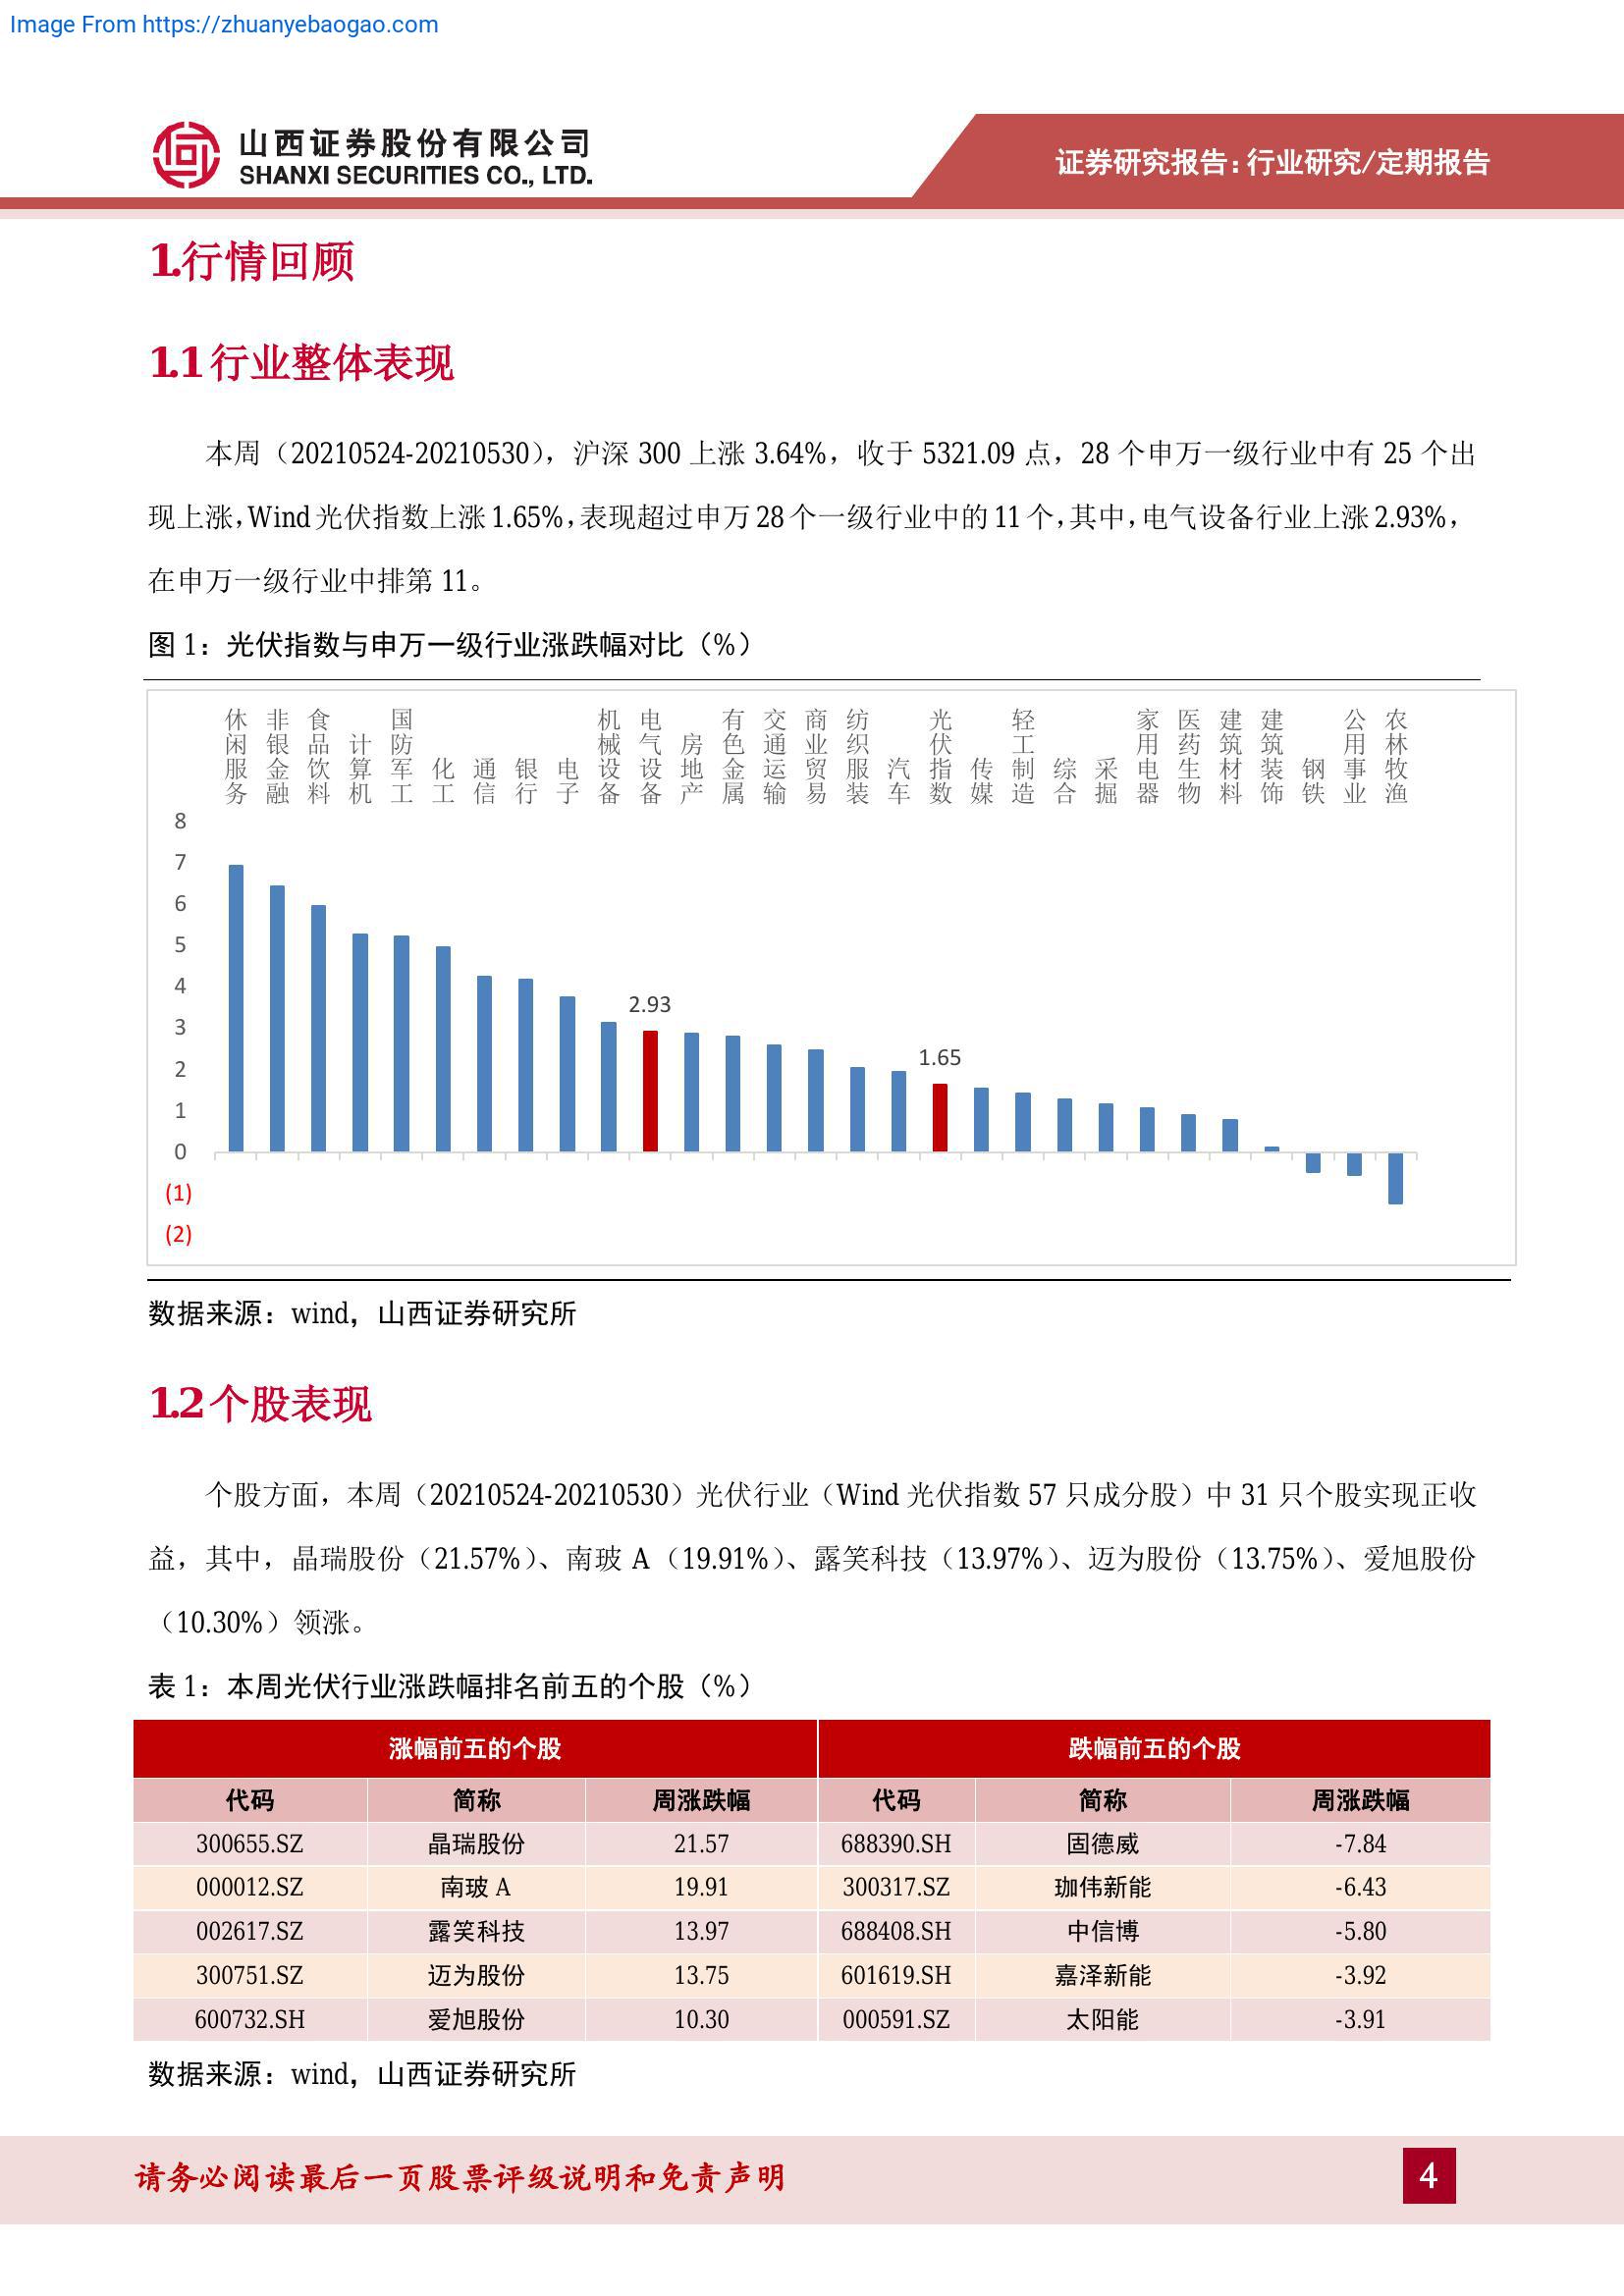 Image From https://zhuanyebaogao.com
山西证券股份有限公司
SHANXI SECURITIES CO., LTD.
证券研究报告：行业研究/定期报告
1.行情回顾
1.1 行业整体表现
本周（20210524-20210530），沪深 300 上涨 3.64%，收于 5321.09 点，28 个申万一级行业中有 25 个出
现上涨，Wind 光伏指数上涨 1.65%，表现超过申万 28 个一级行业中的 11 个，其中，电气设备行业上涨 2.93%，
在申万一级行业中排第 11。
图 1：光伏指数与申万一级行业涨跌幅对比（%）
休闲服务 非银金融 食品饮料 计算机 国防军工 化工 通信 银行 电子 机械设备 电气设备 房地产 有色金属 交通运输 商业贸易 纺织服装 汽车 光伏指数 传媒 轻工制造 综合 采掘 家用电器 医药生物 建筑材料 建筑装饰 钢铁 公用事业 农林牧渔
8
7
6
5
4
3
2
1
0
(1)
(2)
2.93
1.65
数据来源：wind，山西证券研究所
1.2 个股表现
个股方面，本周（20210524-20210530）光伏行业（Wind 光伏指数 57 只成分股）中 31 只个股实现正收
益，其中，晶瑞股份（21.57%）、南玻 A（19.91%）、露笑科技（13.97%）、迈为股份（13.75%）、爱旭股份
（10.30%）领涨。
表 1：本周光伏行业涨跌幅排名前五的个股（%）
涨幅前五的个股 跌幅前五的个股
代码 简称 周涨跌幅 代码 简称 周涨跌幅
300655.SZ 晶瑞股份 21.57 688390.SH 固德威 -7.84
000012.SZ 南玻 A 19.91 300317.SZ 珈伟新能 -6.43
002617.SZ 露笑科技 13.97 688408.SH 中信博 -5.80
300751.SZ 迈为股份 13.75 601619.SH 嘉泽新能 -3.92
600732.SH 爱旭股份 10.30 000591.SZ 太阳能 -3.91
数据来源：wind，山西证券研究所
请务必阅读最后一页股票评级说明和免责声明
4